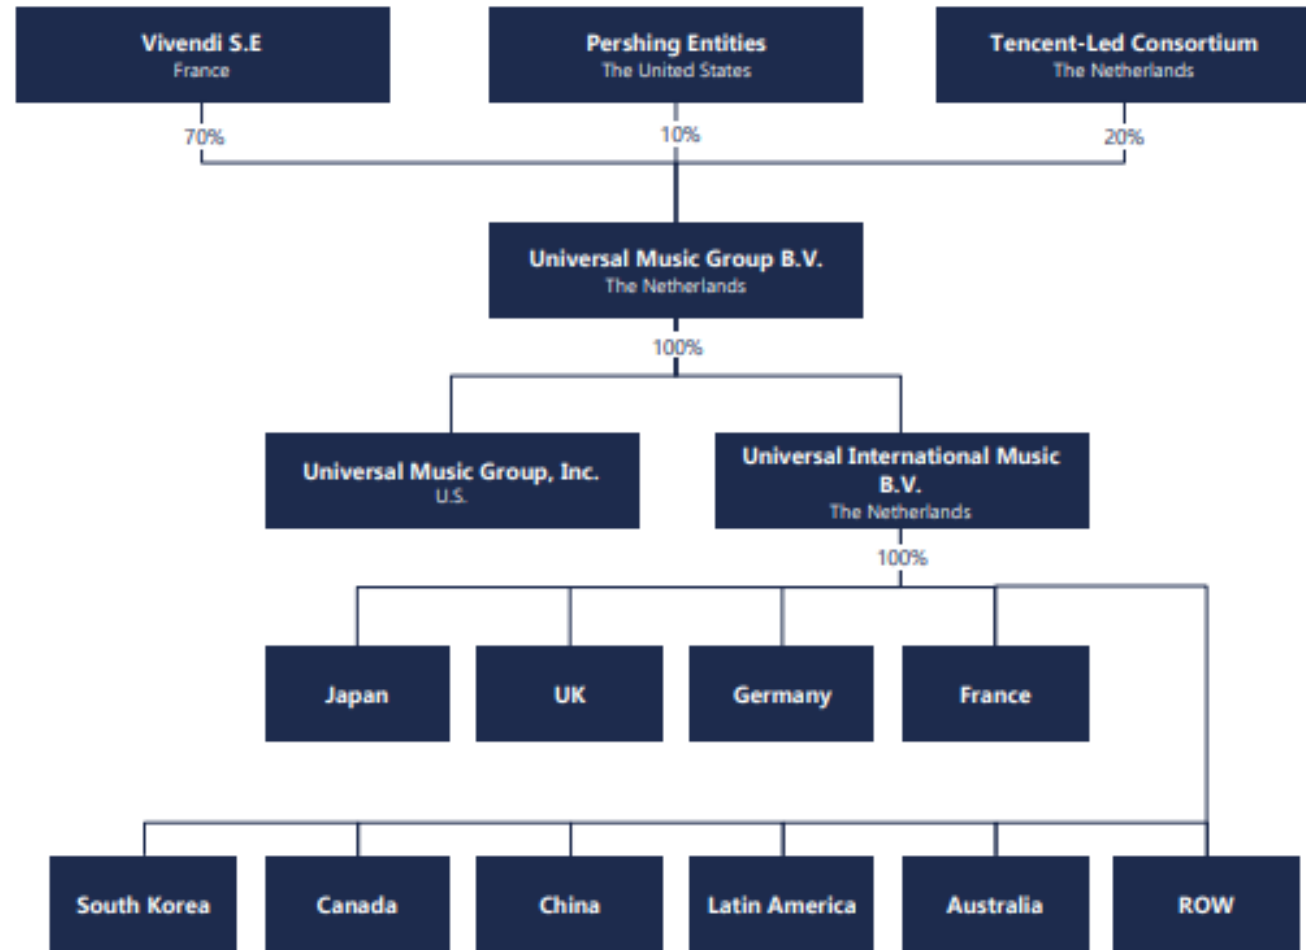 Vivendi S.E
France
Pershing Entities
The United States
Tencent-Led Consortium
The Netherlands
70%
10%
20%
Universal Music Group B.V.
The Netherlands
100%
Universal Music Group, Inc.
U.S.
Universal International Music
B.V.
The Netherlands
100%
Japan
UK
Germany
France
South Korea
Canada
China
Latin America
Australia
ROW